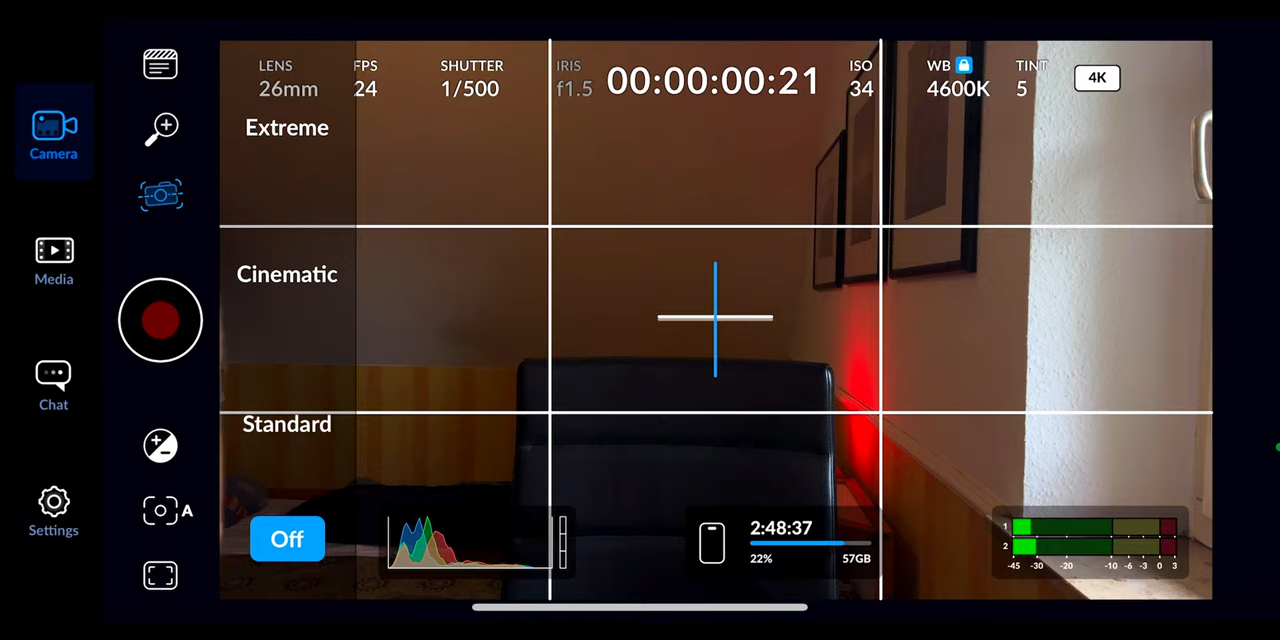 Camera
Media
Chat
Settings
A
LENS
26mm
FPS
24
SHUTTER
1/500
IRIS
f1.5
00:00:00:21
ISO
34
WB
4600K
TINT
5
4K
Extreme
Cinematic
Standard
Off
2:48:37
22% 57GB
1
2
-45 -30 -20 -10 -6 -3 0 3